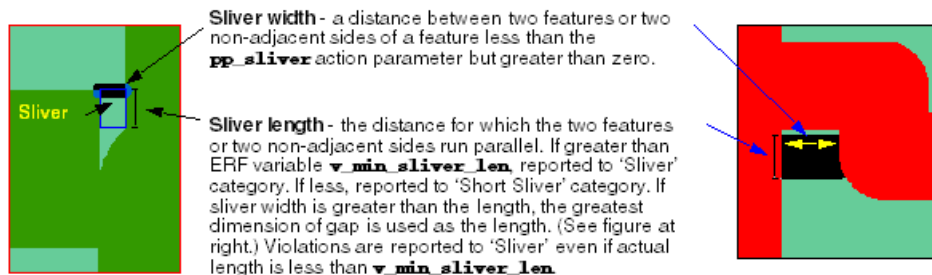 Sliver width - a distance between two features or two
non-adjacent sides of a feature less than the
pp_sliver action parameter but greater than zero.
Sliver
Sliver length - the distance for which the two features
or two non-adjacent sides run parallel. If greater than
ERF variable v_min_sliver_len, reported to ‘Sliver’
category. If less, reported to ‘Short Sliver’ category. If
sliver width is greater than the length, the greatest
dimension of gap is used as the length. (See figure at
right.) Violations are reported to ‘Sliver’ even if actual
length is less than v_min_sliver_len.